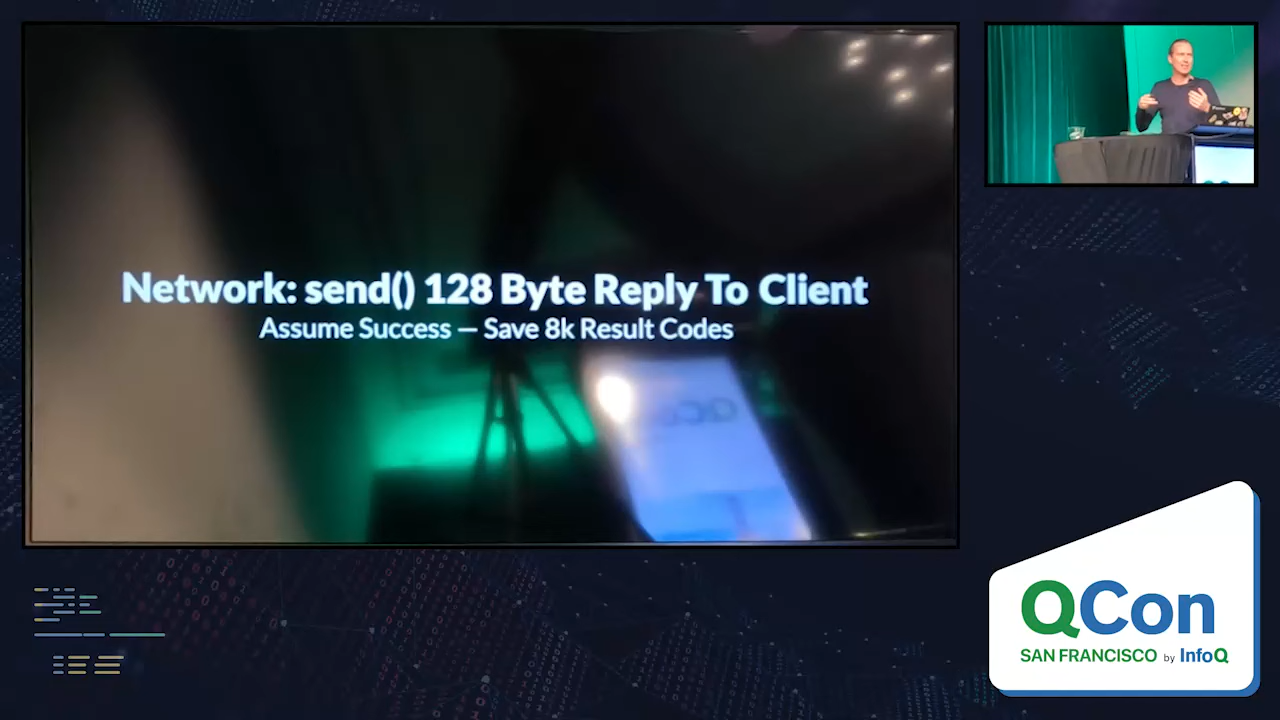 Network: send() 128 Byte Reply To Client
Assume Success — Save 8k Result Codes
QCon
SAN FRANCISCO by InfoQ